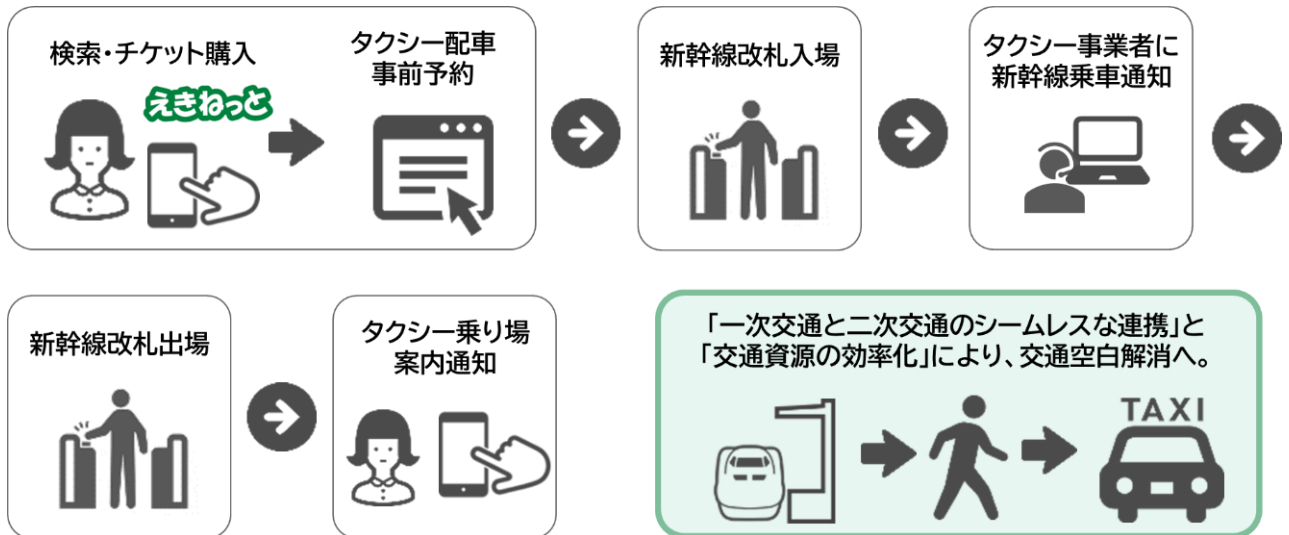 検索・チケット購入
えきねっと
タクシー配車
事前予約
新幹線改札入場
タクシー事業者に
新幹線乗車通知
新幹線改札出場
タクシー乗り場
案内通知
「一次交通と二次交通のシームレスな連携」と
「交通資源の効率化」により、交通空白解消へ。
TAXI